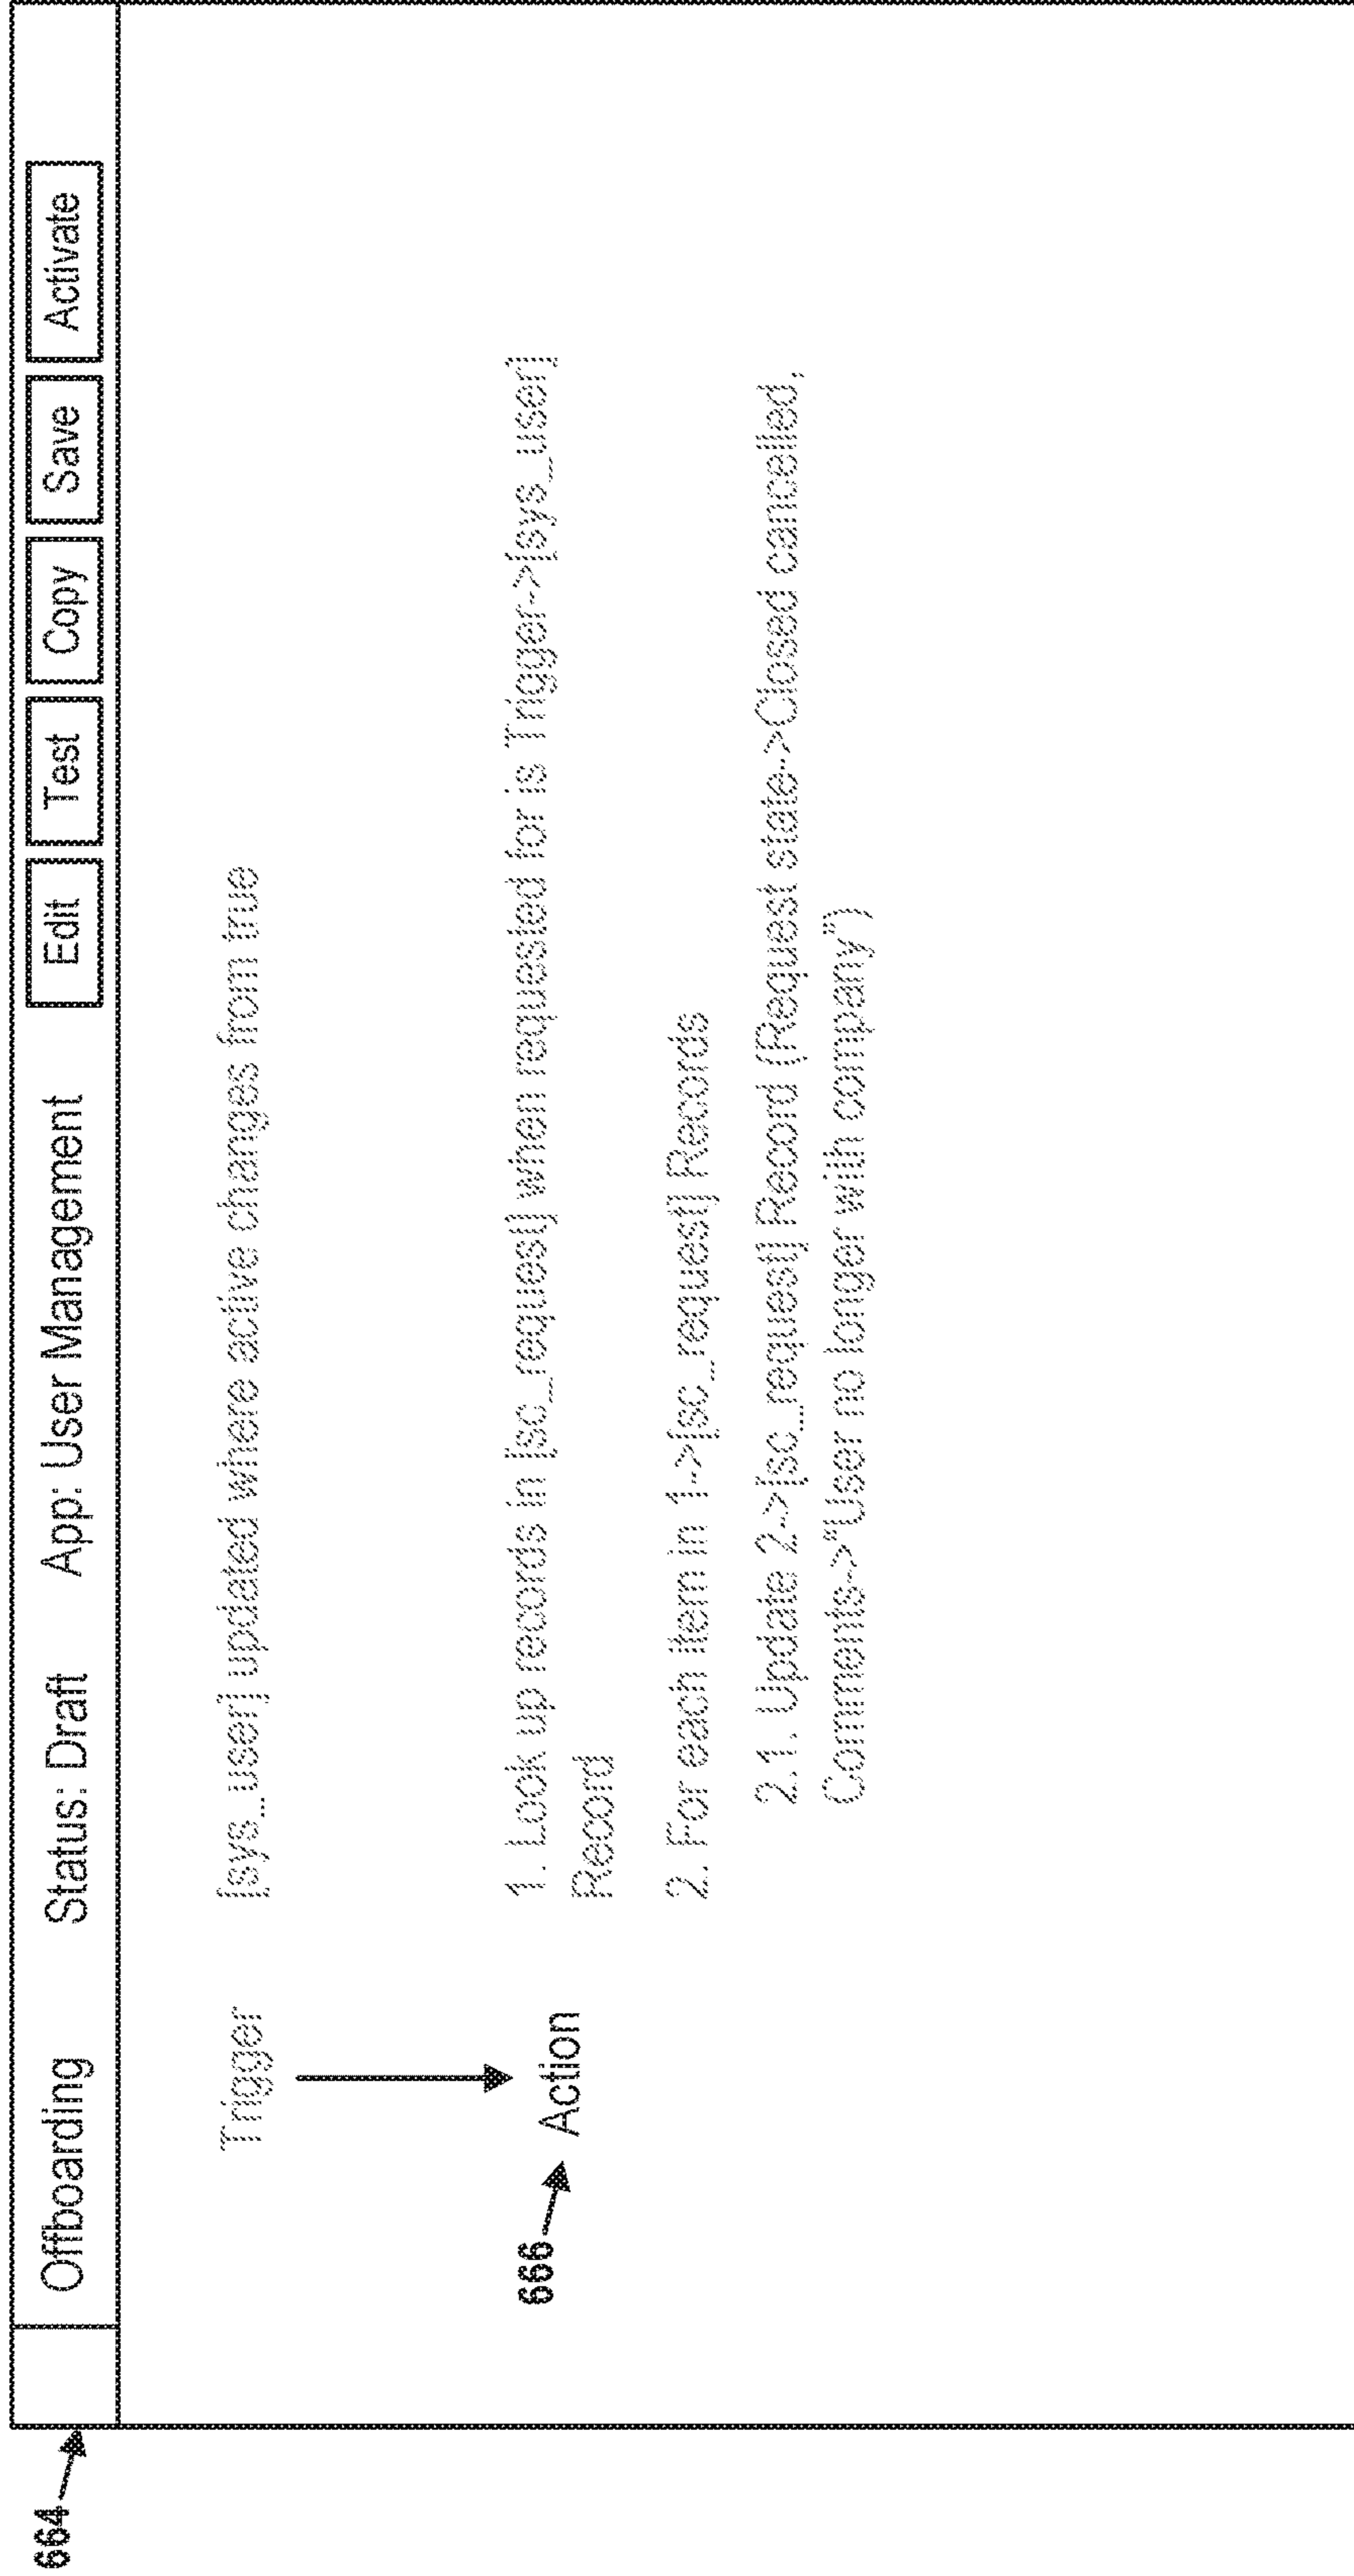 664
Offboarding Status: Draft App: User Management Edit Test Copy Save Activate
Trigger [sys_user] updated where active changes from true
666
Action
1. Look up records in [sc_request] when requested for is Trigger->[sys_user]
Record
2. For each item in 1->[sc_request] Records
2.1. Update 2->[sc_request] Record (Request state->Closed cancelled,
Comments->"User no longer with company")